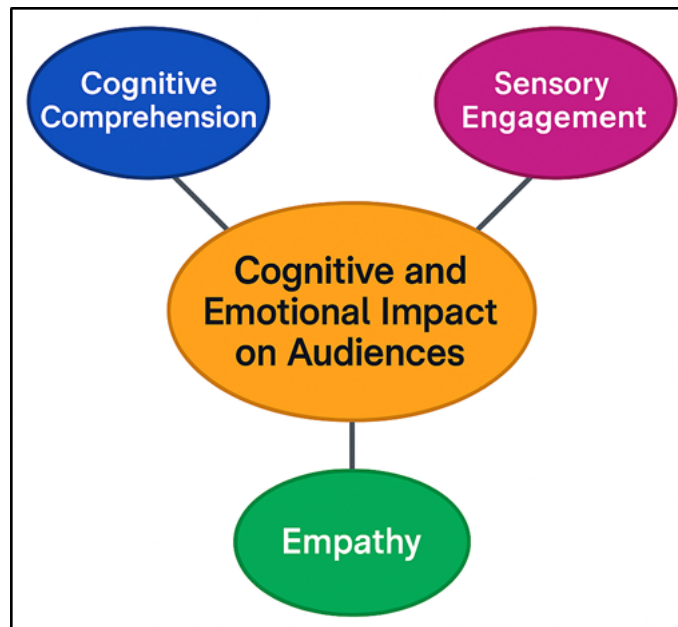 Cognitive
Comprehension
Sensory
Engagement
Cognitive and
Emotional Impact
on Audiences
Empathy